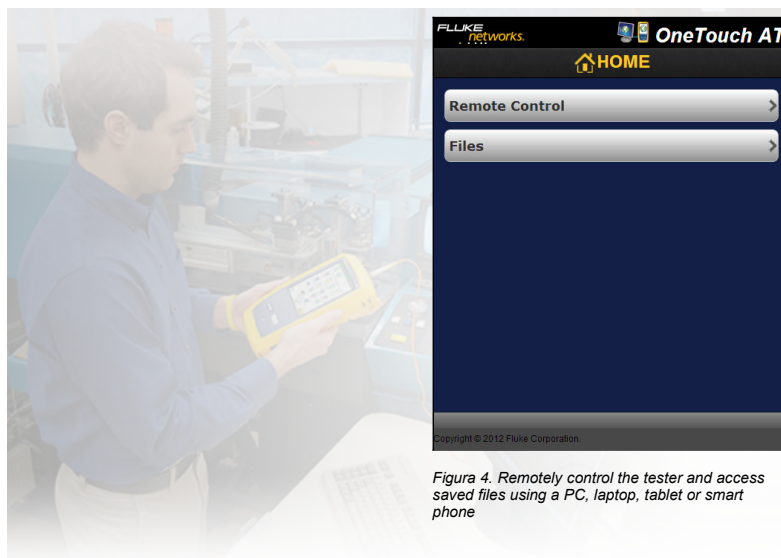 FLUKE
networks.
OneTouch AT
HOME
Remote Control
Files
Copyright © 2012 Fluke Corporation.
Figura 4. Remotely control the tester and access
saved files using a PC, laptop, tablet or smart
phone